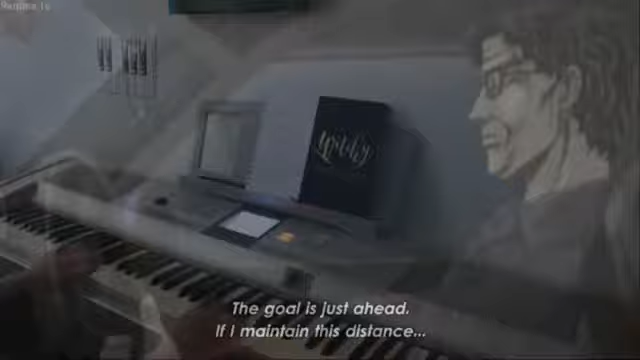 The goal is just ahead.
If I maintain this distance...